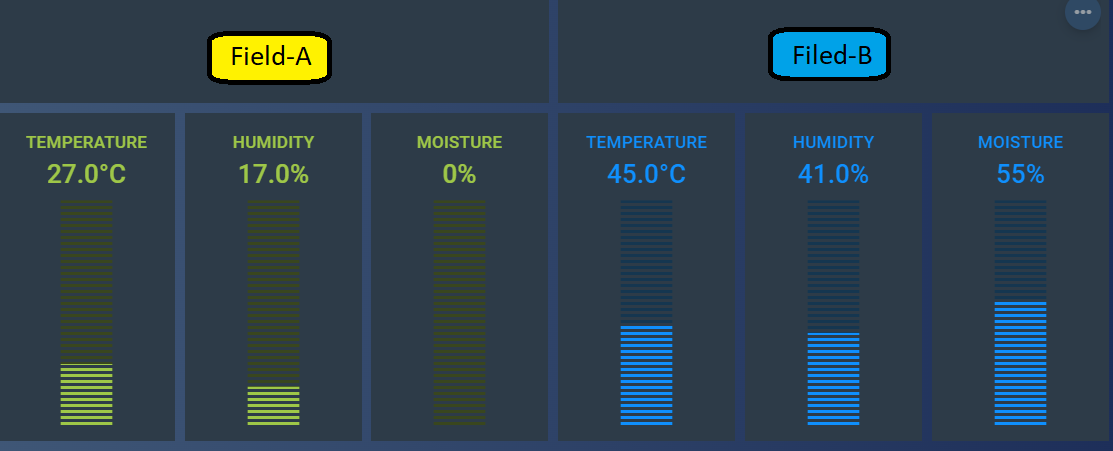 Field-A
Filed-B
TEMPERATURE
27.0°C
HUMIDITY
17.0%
MOISTURE
0%
TEMPERATURE
45.0°C
HUMIDITY
41.0%
MOISTURE
55%